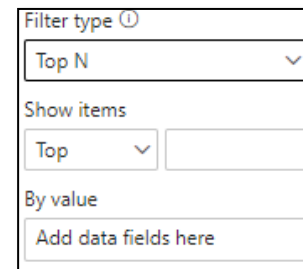 Filter type
Top N
Show items
Top
By value
Add data fields here